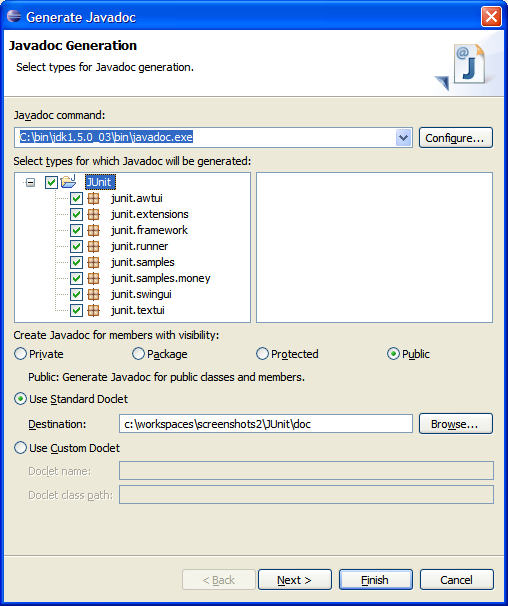 Generate Javadoc
Javadoc Generation
Select types for Javadoc generation.
@
J
Javadoc command:
C:\bin\jdk1.5.0_03\bin\javadoc.exe
Configure...
Select types for which Javadoc will be generated:
JUnit
junit.awtui
junit.extensions
junit.framework
junit.runner
junit.samples
junit.samples.money
junit.swingui
junit.textui
Create Javadoc for members with visibility:
Private Package Protected Public
Public: Generate Javadoc for public classes and members.
Use Standard Doclet
Destination: c:\workspaces\screenshots2\JUnit\doc Browse...
Use Custom Doclet
Doclet name:
Doclet class path:
< Back Next > Finish Cancel